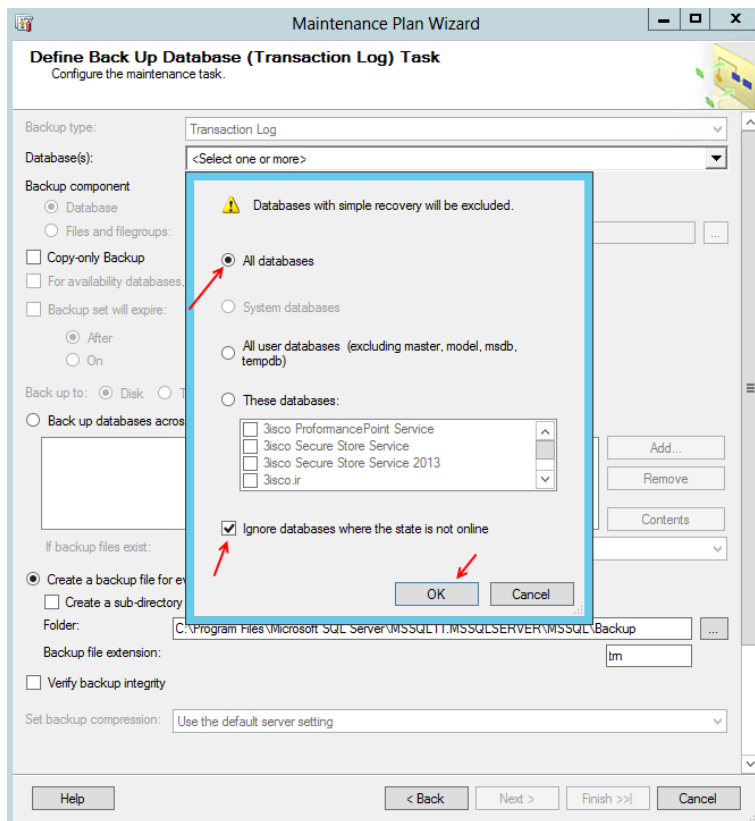 Maintenance Plan Wizard
Define Back Up Database (Transaction Log) Task
Configure the maintenance task.
Backup type:
Transaction Log
Database(s):
<Select one or more>
Backup component
Database
Files and filegroups:
...
Copy-only Backup
For availability databases,
Backup set will expire:
After
On
Back up to:
Disk
T
Back up databases acros
Add...
Remove
Contents
If backup files exist:
Databases with simple recovery will be excluded.
All databases
System databases
All user databases (excluding master, model, msdb,
tempdb)
These databases:
3isco ProformancePoint Service
3isco Secure Store Service
3isco Secure Store Service 2013
3isco.ir
Ignore databases where the state is not online
OK
Cancel
Create a backup file for ev
Create a sub-directory
Folder:
C:\Program Files\Microsoft SQL Server\MSSQL11.MSSQLSERVER\MSSQL\Backup
...
Backup file extension:
trn
Verify backup integrity
Set backup compression:
Use the default server setting
Help
< Back
Next >
Finish >>|
Cancel